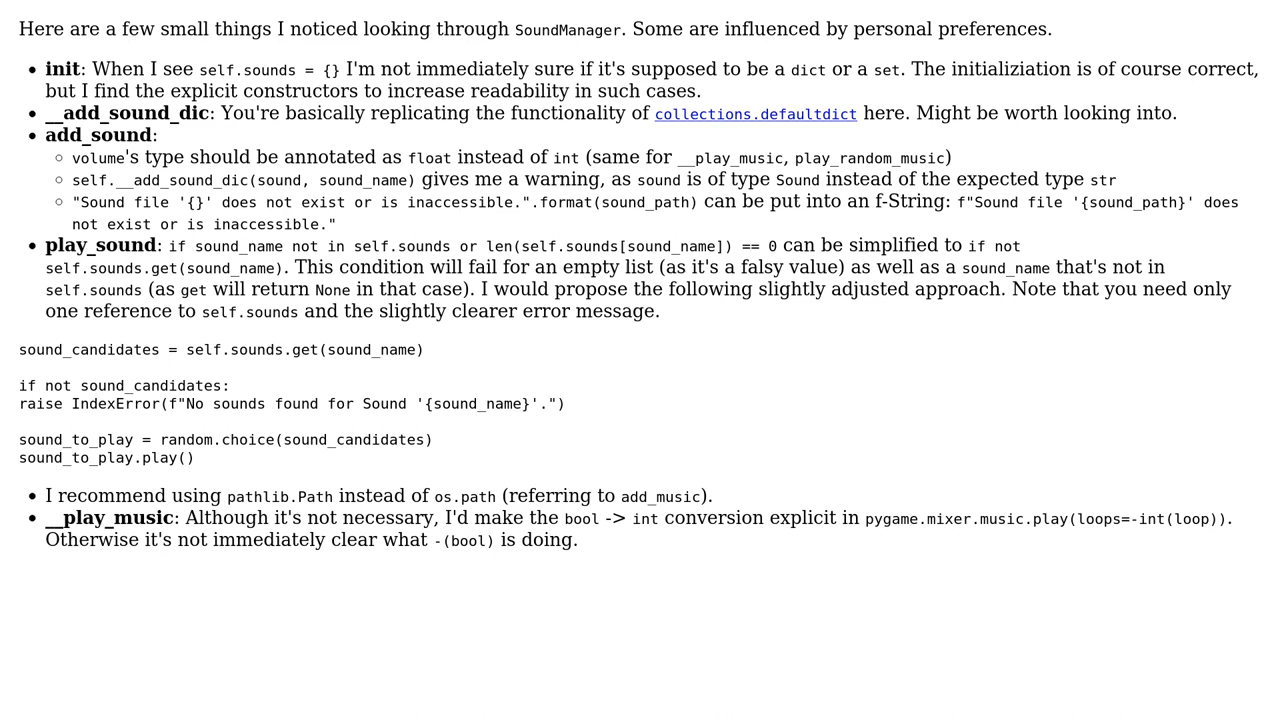 Here are a few small things I noticed looking through SoundManager. Some are influenced by personal preferences.
• init: When I see self.sounds = {} I'm not immediately sure if it's supposed to be a dict or a set. The initializiation is of course correct,
but I find the explicit constructors to increase readability in such cases.
• __add_sound_dic: You're basically replicating the functionality of collections.defaultdict here. Might be worth looking into.
• add_sound:
◦ volume's type should be annotated as float instead of int (same for __play_music, play_random_music)
◦ self.__add_sound_dic(sound, sound_name) gives me a warning, as sound is of type Sound instead of the expected type str
◦ "Sound file '{}' does not exist or is inaccessible.".format(sound_path) can be put into an f-String: f"Sound file '{sound_path}' does
not exist or is inaccessible."
• play_sound: if sound_name not in self.sounds or len(self.sounds[sound_name]) == 0 can be simplified to if not
self.sounds.get(sound_name). This condition will fail for an empty list (as it's a falsy value) as well as a sound_name that's not in
self.sounds (as get will return None in that case). I would propose the following slightly adjusted approach. Note that you need only
one reference to self.sounds and the slightly clearer error message.
sound_candidates = self.sounds.get(sound_name)
if not sound_candidates:
raise IndexError(f"No sounds found for Sound '{sound_name}'.")
sound_to_play = random.choice(sound_candidates)
sound_to_play.play()
• I recommend using pathlib.Path instead of os.path (referring to add_music).
• __play_music: Although it's not necessary, I'd make the bool -> int conversion explicit in pygame.mixer.music.play(loops=-int(loop)).
Otherwise it's not immediately clear what -(bool) is doing.